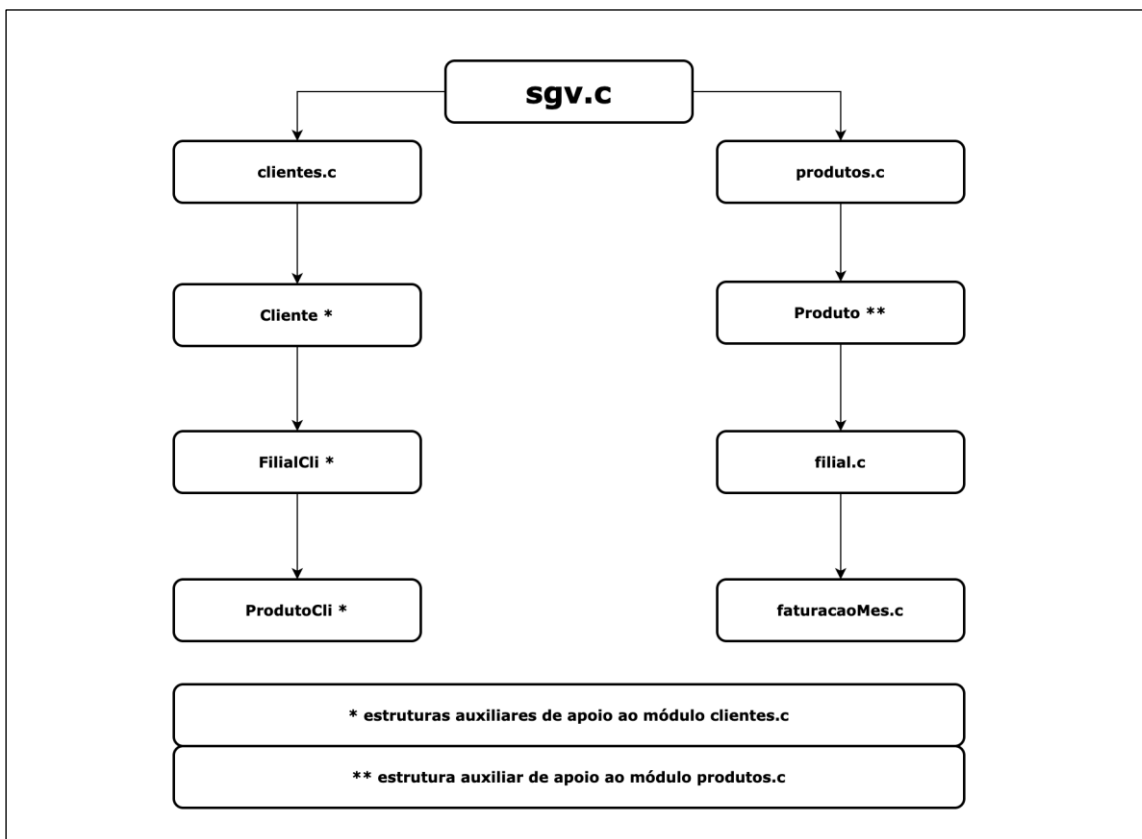 sgv.c
clientes.c
produtos.c
Cliente *
Produto **
FilialCli *
filial.c
ProdutoCli *
faturacaoMes.c
* estruturas auxiliares de apoio ao módulo clientes.c
** estrutura auxiliar de apoio ao módulo produtos.c